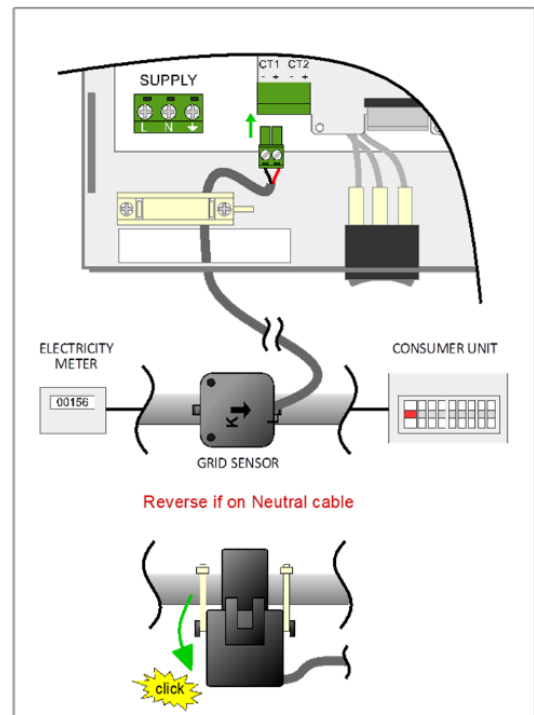 CT1 CT2
- + - +
SUPPLY
L N
ELECTRICITY
METER
CONSUMER UNIT
00156
K
L
GRID SENSOR
Reverse if on Neutral cable
click